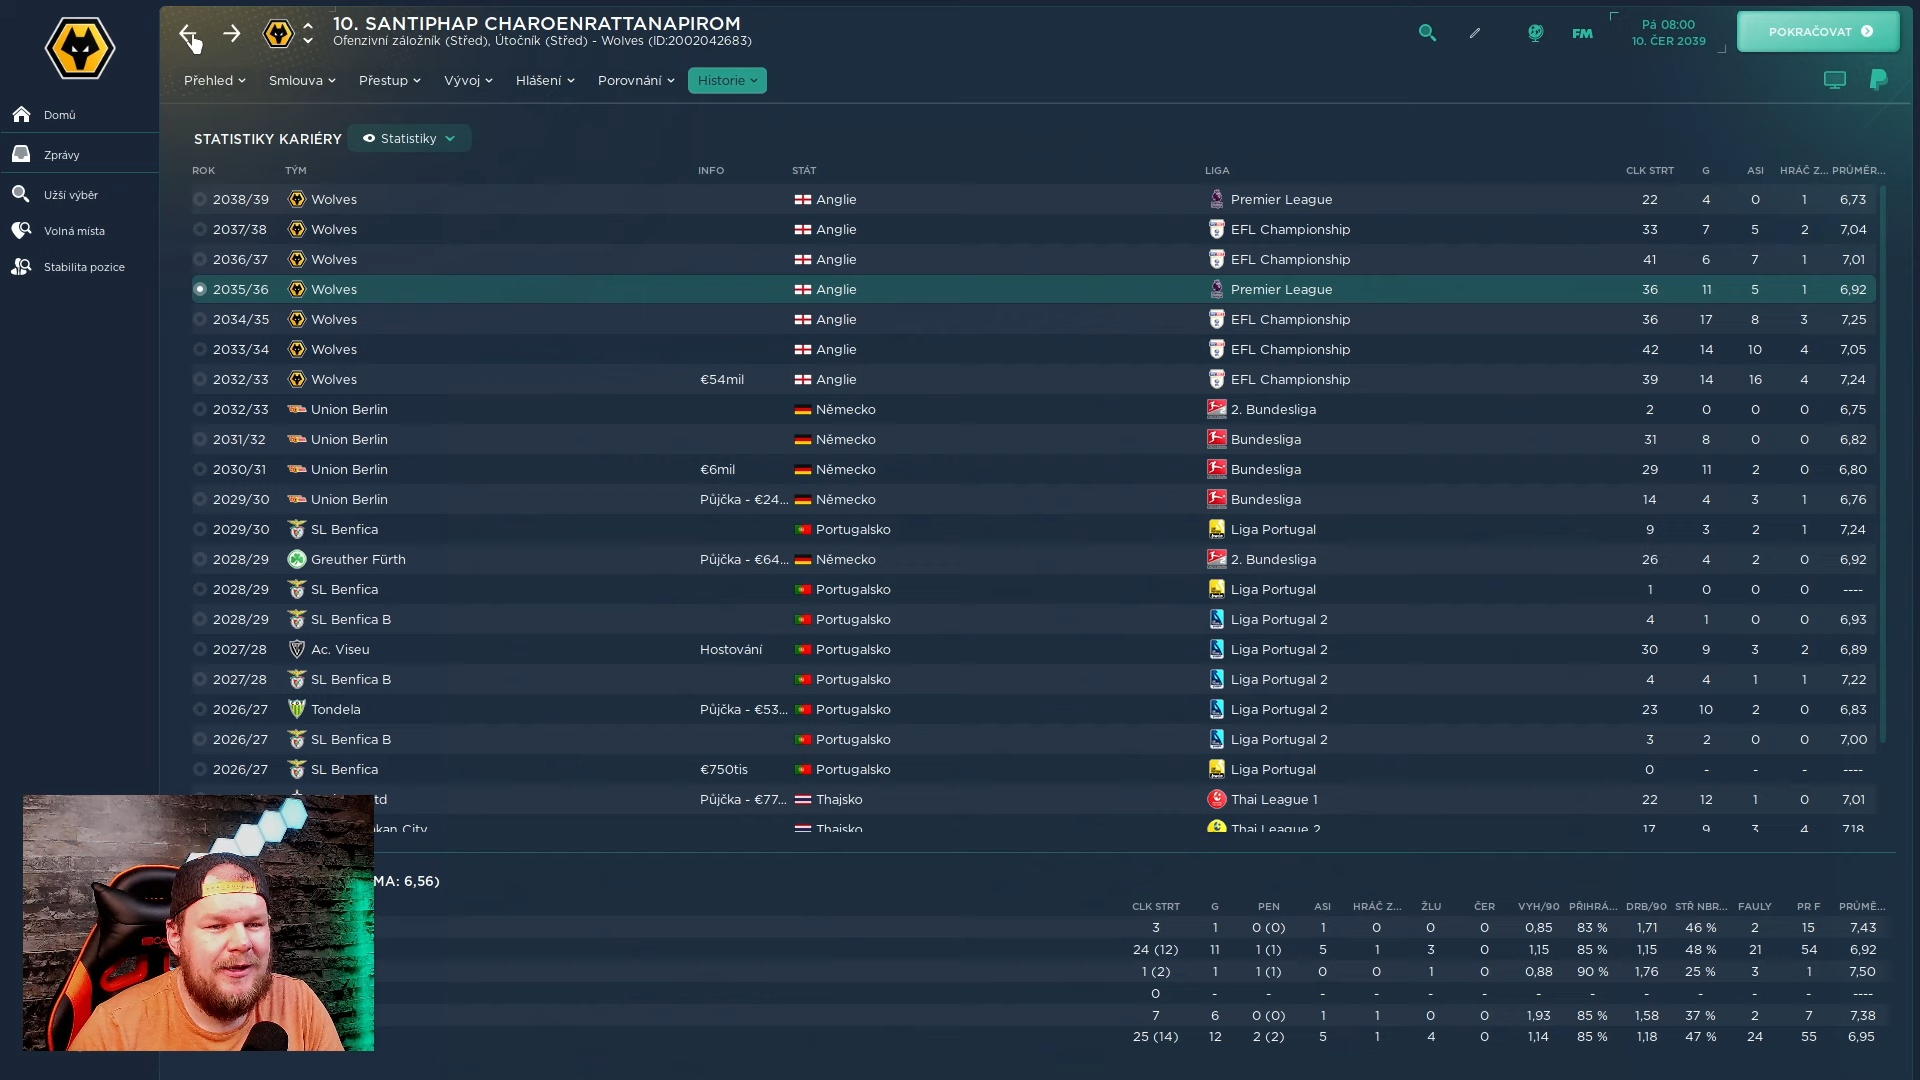 10. SANTIPHAP CHAROENRATTANAPIROM
Ofenzivní záložník (Střed), Útočník (Střed) - Wolves (ID:2002042683)
FM
Pá 08:00
10. ČER 2039
POKRAČOVAT
Přehled Smlouva Přestup Vývoj Hlášení Porovnání Historie
Domů
Zprávy
Užší výběr
Volná místa
Stabilita pozice
STATISTIKY KARIÉRY Statistiky
ROK TÝM INFO STÁT LIGA CLK STRT G ASI HRÁČ Z... PRŮMĚR...
2038/39 Wolves Anglie Premier League 22 4 0 1 6,73
2037/38 Wolves Anglie EFL Championship 33 7 5 2 7,04
2036/37 Wolves Anglie EFL Championship 41 6 7 1 7,01
2035/36 Wolves Anglie Premier League 36 11 5 1 6,92
2034/35 Wolves Anglie EFL Championship 36 17 8 3 7,25
2033/34 Wolves Anglie EFL Championship 42 14 10 4 7,05
2032/33 Wolves €54mil Anglie EFL Championship 39 14 16 4 7,24
2032/33 Union Berlin Německo 2. Bundesliga 2 0 0 0 6,75
2031/32 Union Berlin Německo Bundesliga 31 8 0 0 6,82
2030/31 Union Berlin €6mil Německo Bundesliga 29 11 2 0 6,80
2029/30 Union Berlin Půjčka - €24... Německo Bundesliga 14 4 3 1 6,76
2029/30 SL Benfica Portugalsko Liga Portugal 9 3 2 1 7,24
2028/29 Greuther Fürth Půjčka - €64... Německo 2. Bundesliga 26 4 2 0 6,92
2028/29 SL Benfica Portugalsko Liga Portugal 1 0 0 0 ----
2028/29 SL Benfica B Portugalsko Liga Portugal 2 4 1 0 0 6,93
2027/28 Ac. Viseu Hostování Portugalsko Liga Portugal 2 30 9 3 2 6,89
2027/28 SL Benfica B Portugalsko Liga Portugal 2 4 4 1 1 7,22
2026/27 Tondela Půjčka - €53... Portugalsko Liga Portugal 2 23 10 2 0 6,83
2026/27 SL Benfica B Portugalsko Liga Portugal 2 3 2 0 0 7,00
2026/27 SL Benfica €750tis Portugalsko Liga Portugal 0 - - - ----
td Půjčka - €77... Thajsko Thai League 1 22 12 1 0 7,01
kan City Thajsko Thai League 2 17 9 3 4 7,18
MA: 6,56)
CLK STRT G PEN ASI HRÁČ Z... ŽLU ČER VYH/90 PŘIHRÁ... DRB/90 STŘ NBR... FAULY PR F PRŮMĚ...
3 1 0 (0) 1 0 0 0 0,85 83 % 1,71 46 % 2 15 7,43
24 (12) 11 1 (1) 5 1 3 0 1,15 85 % 1,15 48 % 21 54 6,92
1 (2) 1 1 (1) 0 0 1 0 0,88 90 % 1,76 25 % 3 1 7,50
0 - - - - - - - - - - - - ----
7 6 0 (0) 1 1 0 0 1,93 85 % 1,58 37 % 2 7 7,38
25 (14) 12 2 (2) 5 1 4 0 1,14 85 % 1,18 47 % 24 55 6,95